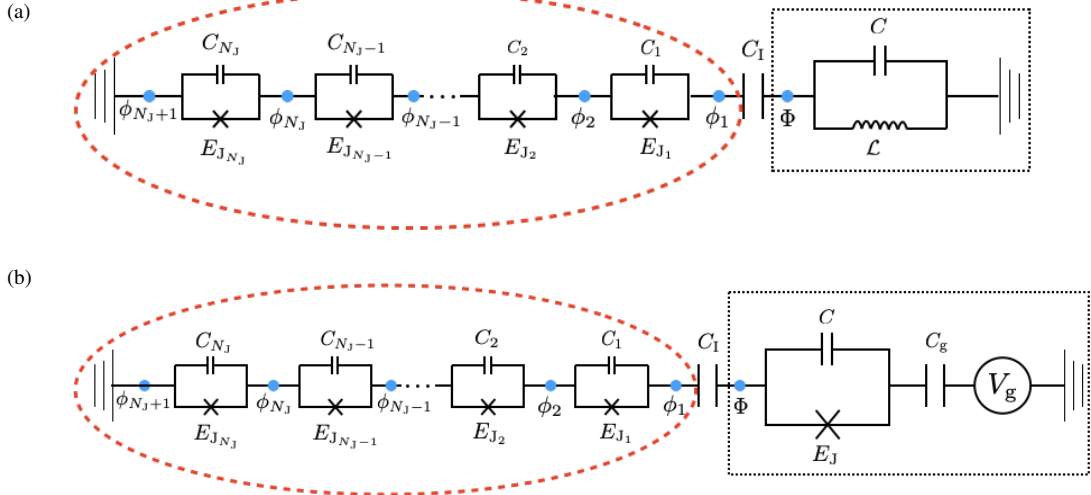 (a)
C_{N_J} C_{N_J−1} C_2 C_1 C_I C
ϕ_{N_J+1} ϕ_{N_J} ϕ_{N_J−1} ϕ_2 ϕ_1 Φ
E_{J_{N_J}} E_{J_{N_J−1}} E_{J_2} E_{J_1} ℒ
(b)
C_{N_J} C_{N_J−1} C_2 C_1 C_I C C_g
V_g
ϕ_{N_J+1} ϕ_{N_J} ϕ_{N_J−1} ϕ_2 ϕ_1 Φ
E_{J_{N_J}} E_{J_{N_J−1}} E_{J_2} E_{J_1} E_J